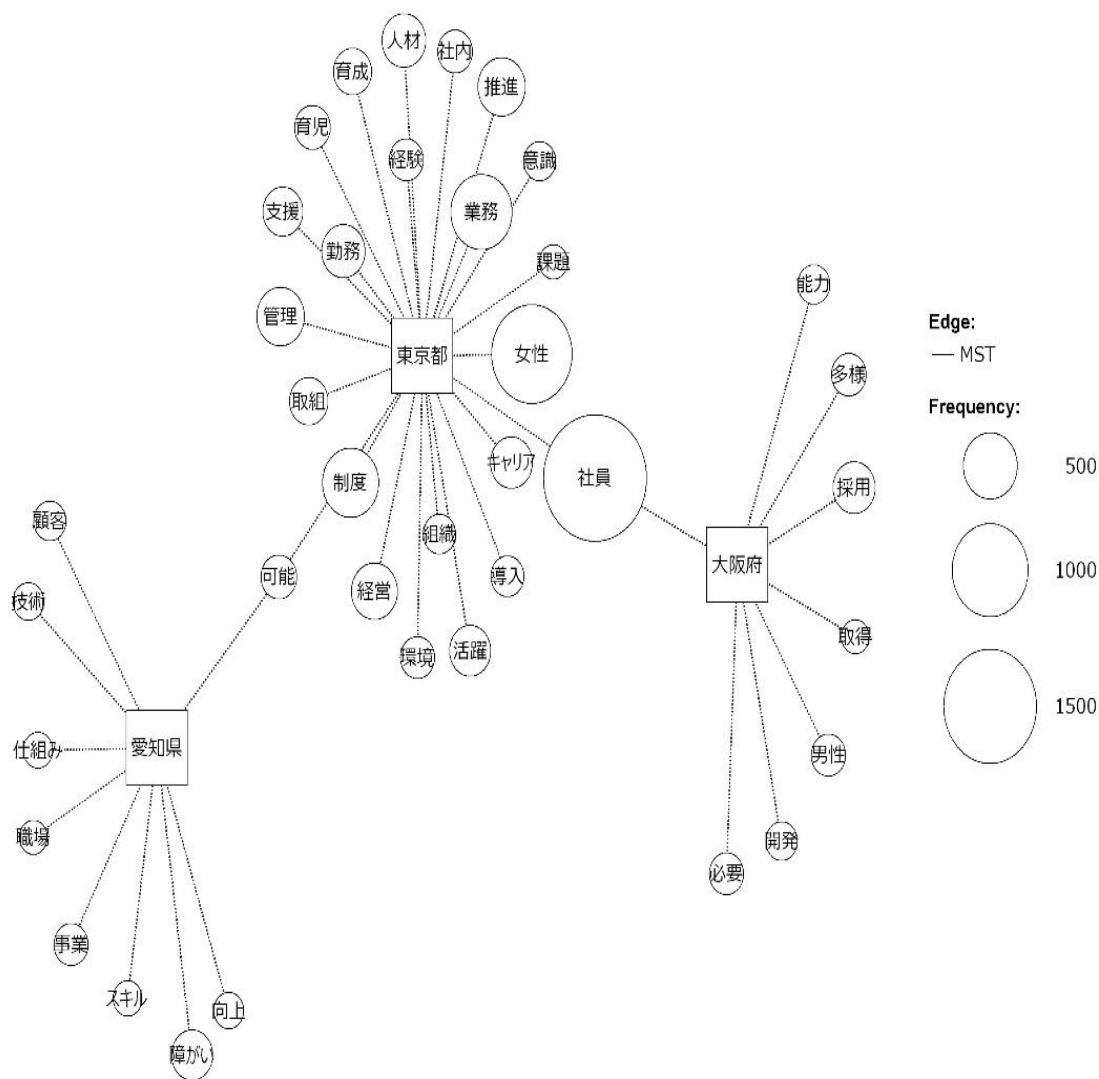 人材
社内
育成
推進
育児
経験
意識
支援
業務
勤務
課題
能力
管理
東京都
女性
多様
取組
キャリア
制度
社員
採用
顧客
組織
大阪府
可能
経営
導入
技術
取得
環境
活躍
仕組み
愛知県
男性
職場
開発
必要
事業
スキル
向上
障がい
Edge:
MST
Frequency:
500
1000
1500